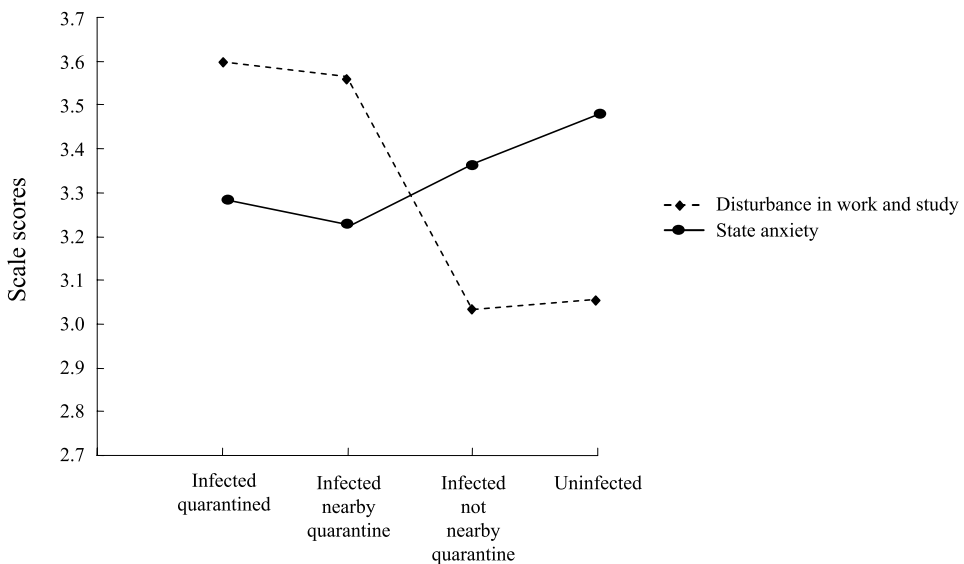 3.7
3.6
3.5
3.4
3.3
3.2
3.1
3.0
2.9
2.8
2.7
Scale scores
Infected
quarantined
Infected
nearby
quarantine
Infected
not
nearby
quarantine
Uninfected
Disturbance in work and study
State anxiety